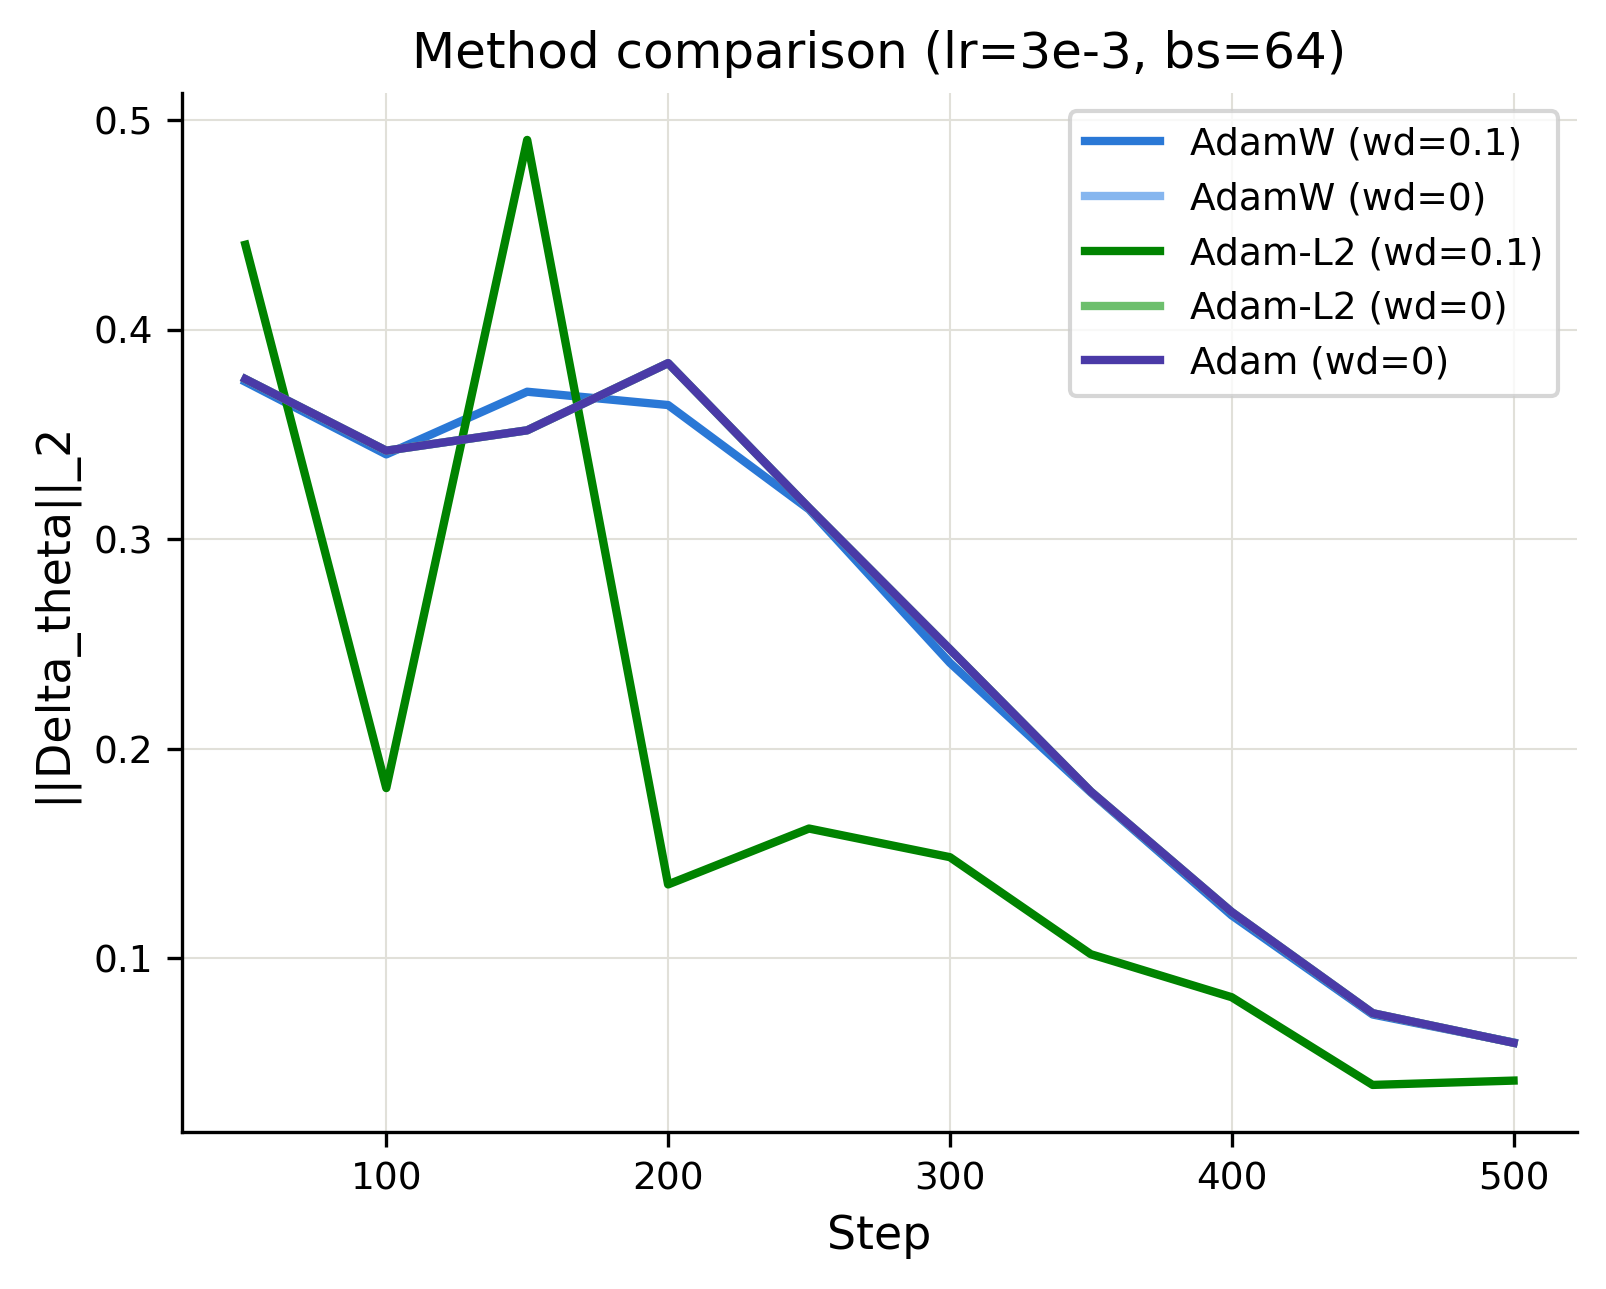 Method comparison (lr=3e-3, bs=64)
AdamW (wd=0.1)
AdamW (wd=0)
Adam-L2 (wd=0.1)
Adam-L2 (wd=0)
Adam (wd=0)
||Delta_theta||_2
0.5
0.4
0.3
0.2
0.1
100 200 300 400 500
Step